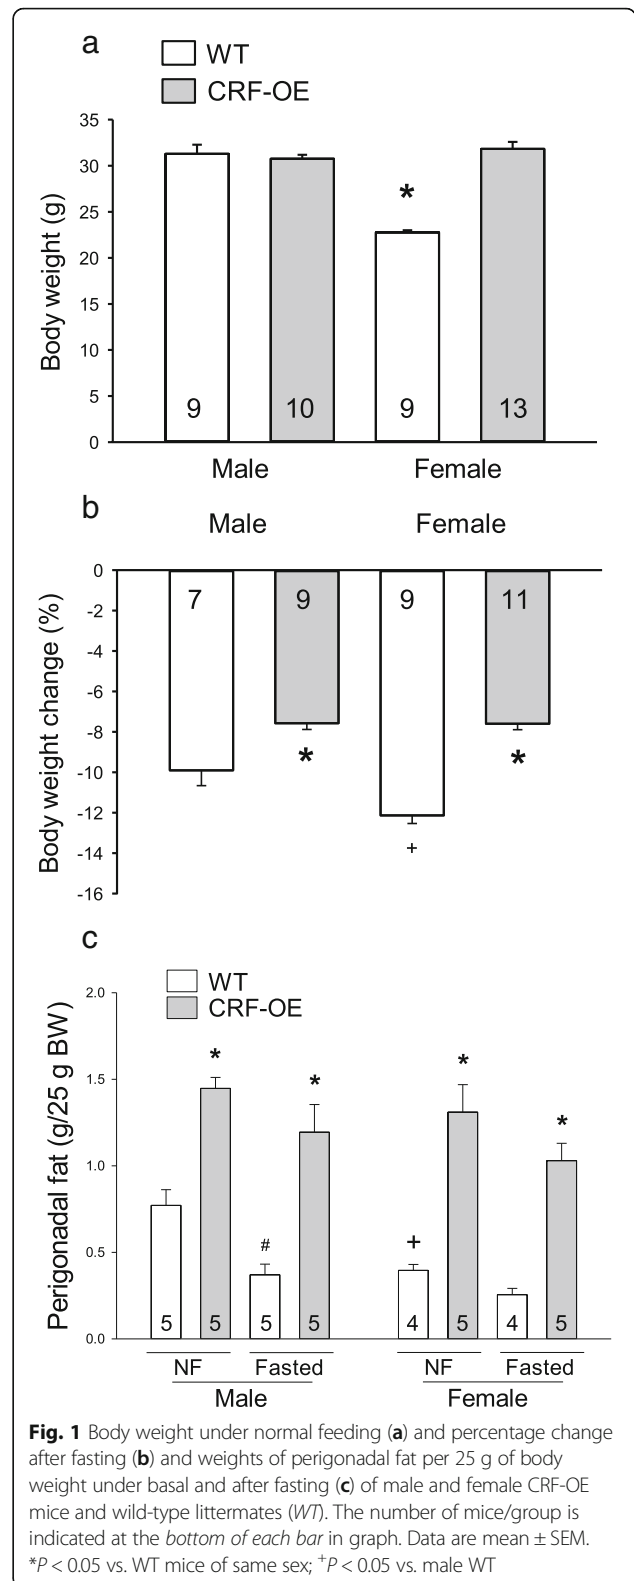 a
WT
CRF-OE
Body weight (g)
35
30
25
20
15
10
5
0
*
9
10
9
13
Male
Female
b
Male
Female
Body weight change (%)
0
-2
-4
-6
-8
-10
-12
-14
-16
7
9
9
11
*
*
+
c
WT
CRF-OE
Perigonadal fat (g/25 g BW)
2.0
1.5
1.0
0.5
0.0
*
*
*
*
#
+
5
5
5
5
4
5
4
5
NF
Fasted
NF
Fasted
Male
Female
Fig. 1 Body weight under normal feeding (a) and percentage change
after fasting (b) and weights of perigonadal fat per 25 g of body
weight under basal and after fasting (c) of male and female CRF-OE
mice and wild-type littermates (WT). The number of mice/group is
indicated at the bottom of each bar in graph. Data are mean ± SEM.
*P < 0.05 vs. WT mice of same sex; +P < 0.05 vs. male WT